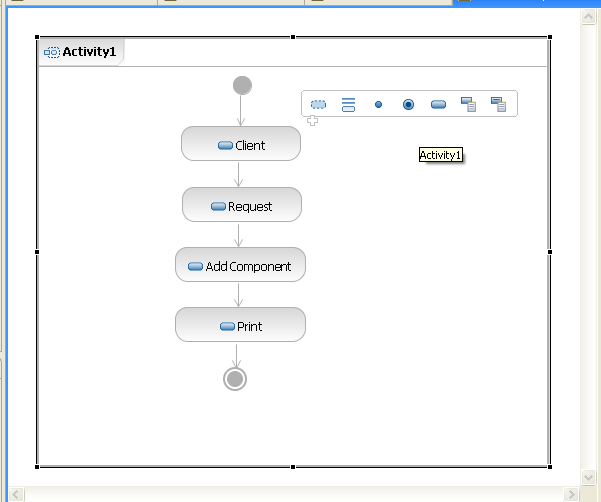 Activity1
Client
Activity1
Request
Add Component
Print